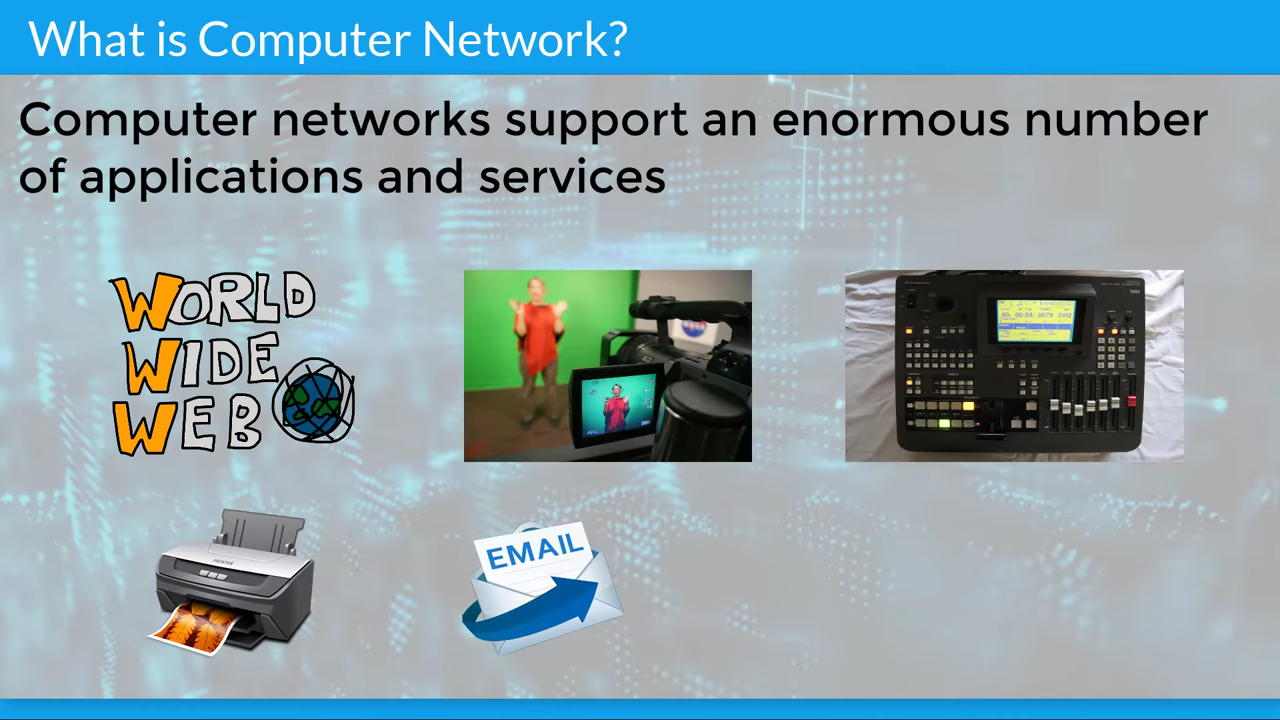 What is Computer Network?
Computer networks support an enormous number
of applications and services
WORLD
WIDE
WEB
EMAIL